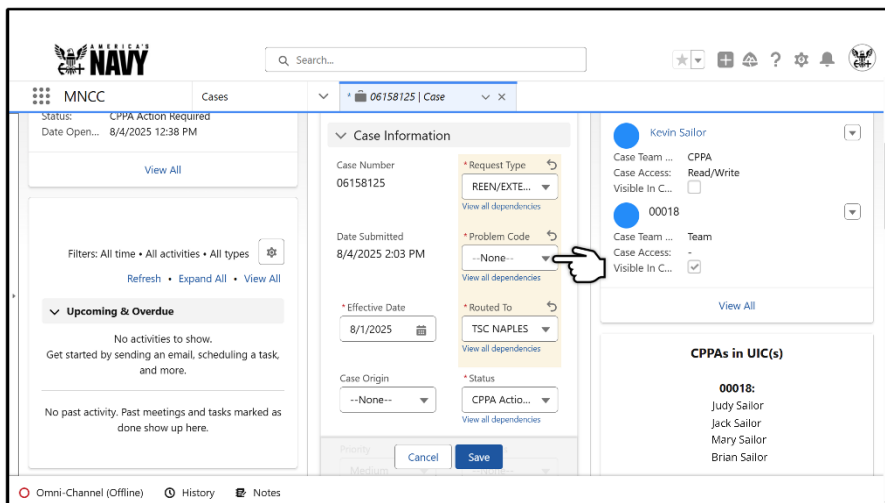 AMERICA'S
NAVY
Search...
MNCC
Cases
* 06158125 | Case
Status: CPPA Action Required
Date Open... 8/4/2025 12:38 PM
View All
Filters: All time • All activities • All types
Refresh • Expand All • View All
Upcoming & Overdue
No activities to show.
Get started by sending an email, scheduling a task,
and more.
No past activity. Past meetings and tasks marked as
done show up here.
Case Information
Case Number
06158125
*Request Type
REEN/EXTE...
View all dependencies
Date Submitted
8/4/2025 2:03 PM
*Problem Code
--None--
View all dependencies
*Effective Date
8/1/2025
*Routed To
TSC NAPLES
View all dependencies
Case Origin
--None--
*Status
CPPA Actio...
View all dependencies
Priority
Medium
Cancel
Save
Kevin Sailor
Case Team ... CPPA
Case Access: Read/Write
Visible In C...
00018
Case Team ... Team
Case Access: -
Visible In C...
View All
CPPAs in UIC(s)
00018:
Judy Sailor
Jack Sailor
Mary Sailor
Brian Sailor
Omni-Channel (Offline)
History
Notes